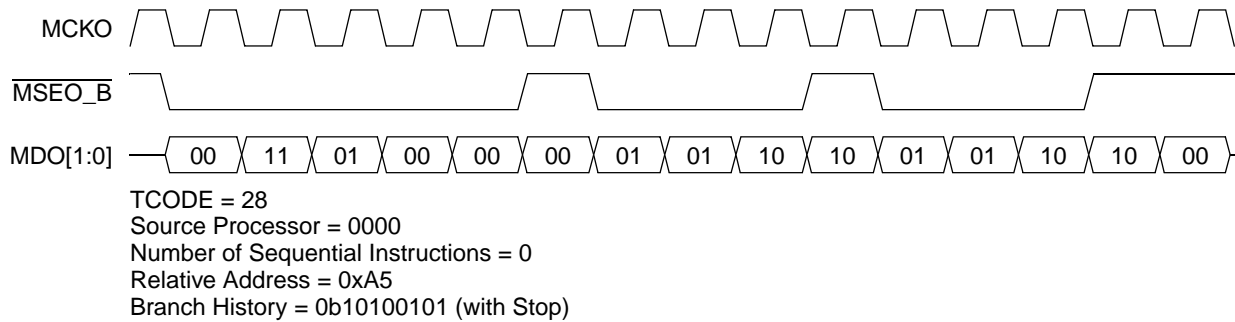 MCKO
MSEO_B
MDO[1:0] 00 11 01 00 00 00 01 01 10 10 01 01 10 10 00
TCODE = 28
Source Processor = 0000
Number of Sequential Instructions = 0
Relative Address = 0xA5
Branch History = 0b10100101 (with Stop)